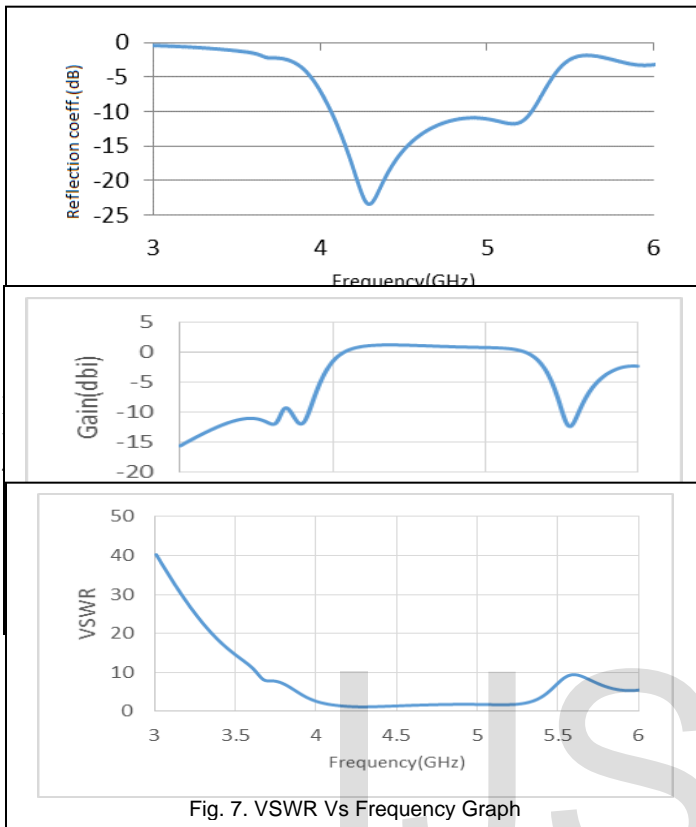 0
-5
-10
-15
-20
-25
Reflection coeff.(dB)
3 4 5 6
Frequency(GHz)
5
0
-5
-10
-15
-20
Gain(dbi)
50
40
30
20
10
0
VSWR
3 3.5 4 4.5 5 5.5 6
Frequency(GHz)
Fig. 7. VSWR Vs Frequency Graph